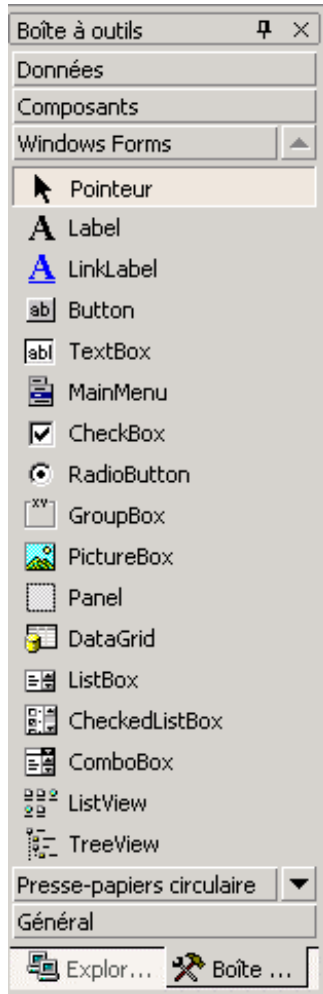 Boîte à outils
Données
Composants
Windows Forms
Pointeur
A Label
A LinkLabel
ab Button
abl TextBox
MainMenu
CheckBox
RadioButton
XY GroupBox
PictureBox
Panel
DataGrid
ListBox
CheckedListBox
ComboBox
ListView
TreeView
Presse-papiers circulaire
Général
Explor... Boîte ...